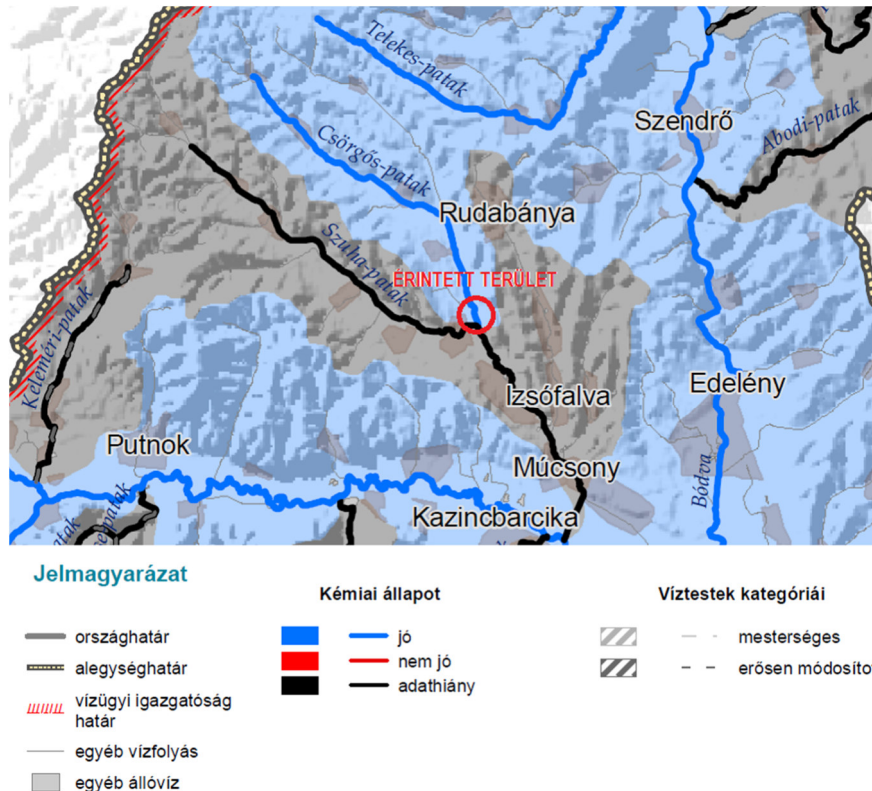 Telekes-patak
Szendrő
Abodi-patak
Csörgős-patak
Rudabánya
Szuha-patak
ÉRINTETT TERÜLET
Keleméri-patak
Izsófalva
Edelény
Putnok
Múcsony
Bódva
Kazincbarcika
Jelmagyarázat
országhatár
alegységhatár
vízügyi igazgatóság
határ
egyéb vízfolyás
egyéb állóvíz
Kémiai állapot
jó
nem jó
adathiány
Víztestek kategóriái
mesterséges
erősen módosíto